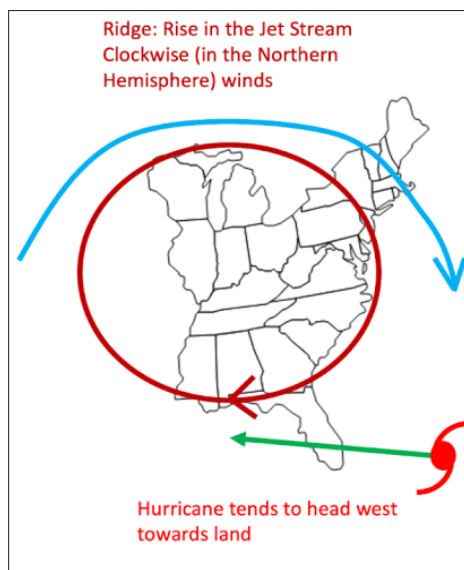 Ridge: Rise in the Jet Stream
Clockwise (in the Northern
Hemisphere) winds
Hurricane tends to head west
towards land